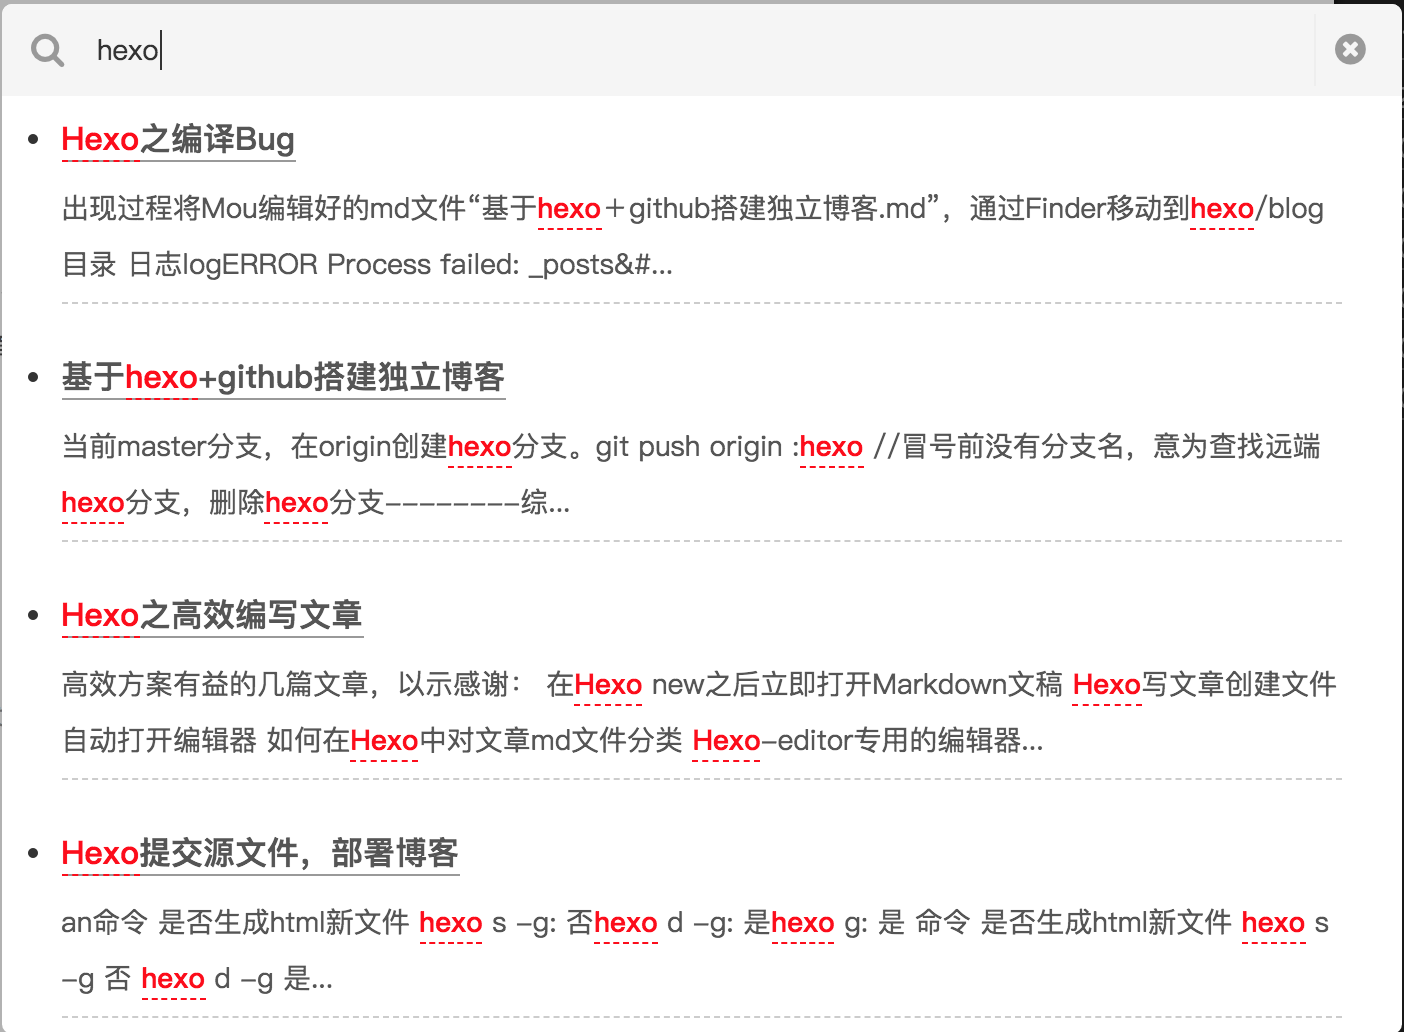 hexo
Hexo之编译Bug
出现过程将Mou编辑好的md文件“基于hexo＋github搭建独立博客.md”，通过Finder移动到hexo/blog
目录 日志logERROR Process failed: _posts&#...
基于hexo+github搭建独立博客
当前master分支，在origin创建hexo分支。git push origin :hexo //冒号前没有分支名，意为查找远端
hexo分支，删除hexo分支--------综...
Hexo之高效编写文章
高效方案有益的几篇文章，以示感谢： 在Hexo new之后立即打开Markdown文稿 Hexo写文章创建文件
自动打开编辑器 如何在Hexo中对文章md文件分类 Hexo-editor专用的编辑器...
Hexo提交源文件，部署博客
an命令 是否生成html新文件 hexo s -g: 否hexo d -g: 是hexo g: 是 命令 是否生成html新文件 hexo s
-g 否 hexo d -g 是...